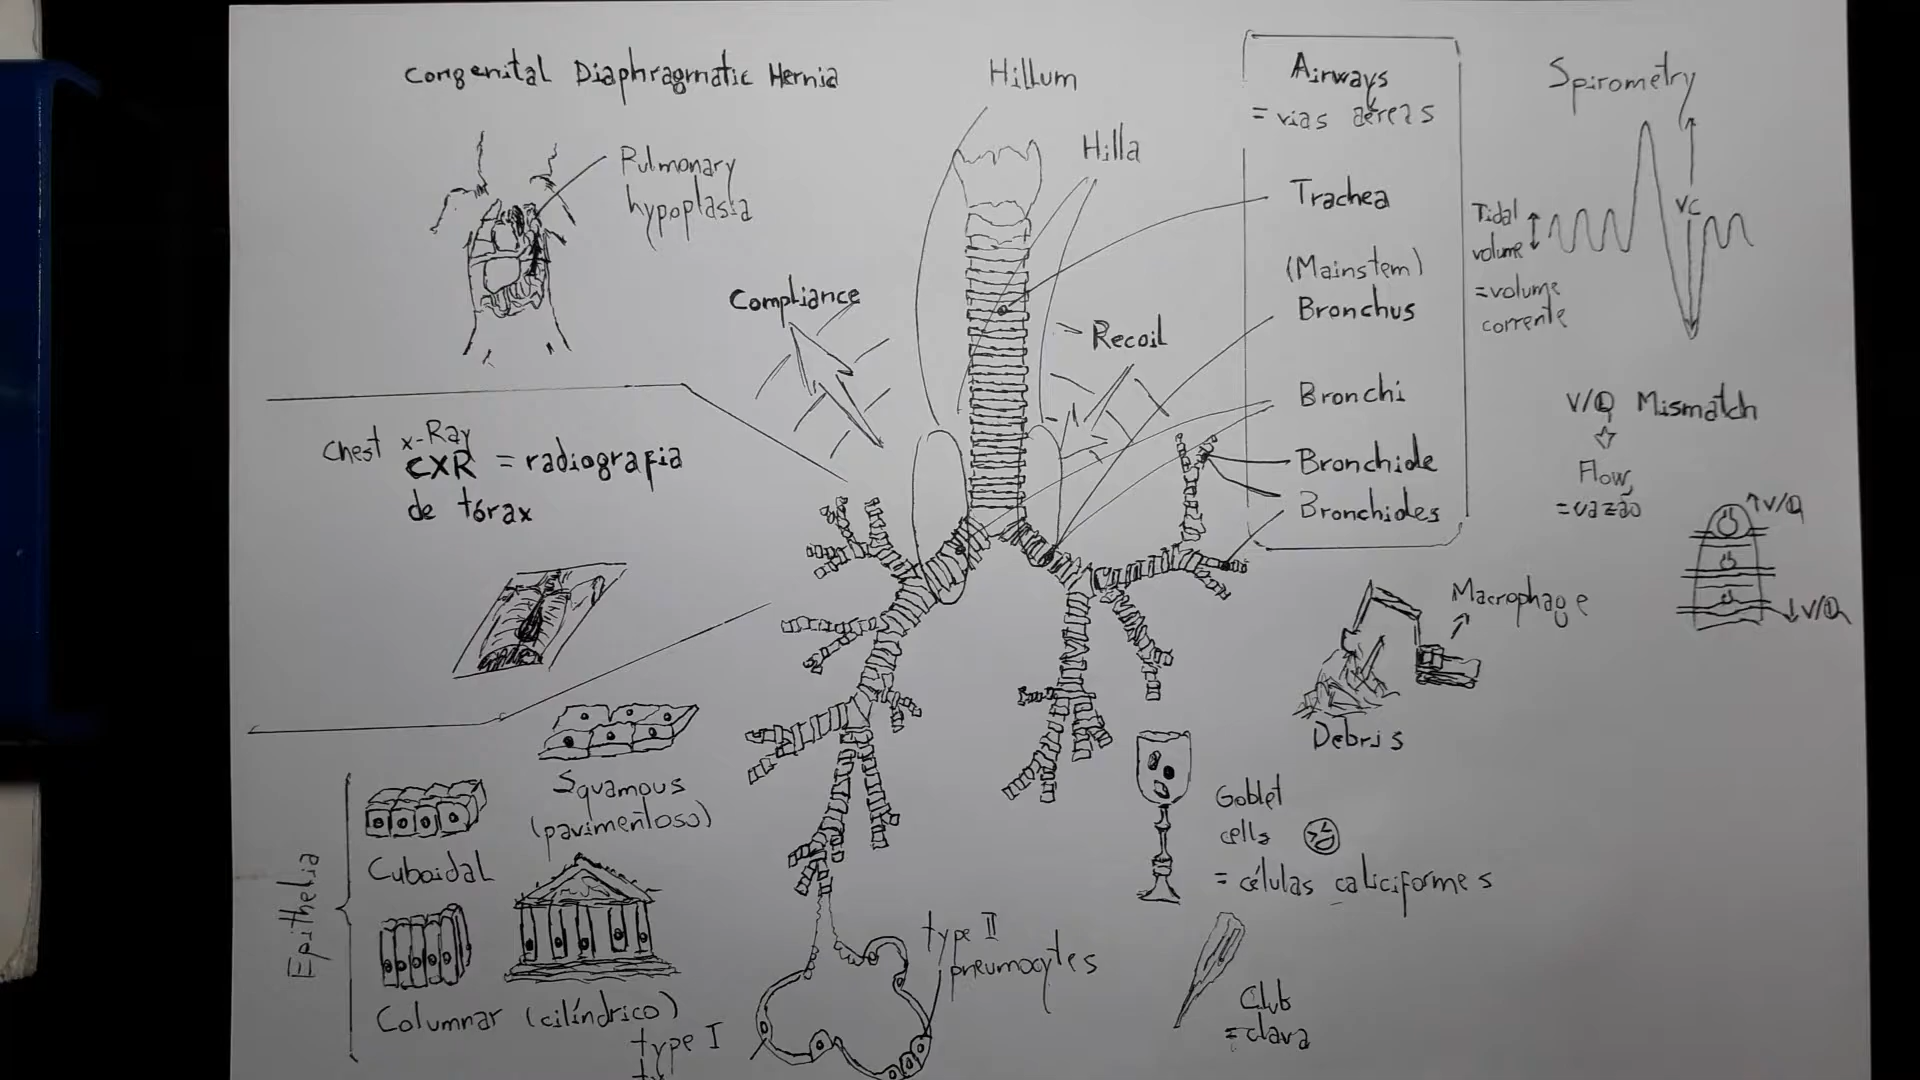 Congenital Diaphragmatic Hernia
Pulmonary
hypoplasia
Hillum
Hilla
Airways
= vias aéreas
Trachea
(Mainstem)
Bronchus
Bronchi
Bronchiole
Bronchioles
Spirometry
Tidal
volume
= volume
corrente
VC
Compliance
Recoil
Chest x-Ray
CXR = radiografia
de tórax
V/Q Mismatch
Flow
= vazão
↑V/Q
↓V/Q
Macrophage
Debris
Epithelia
Squamous
(pavimentoso)
Cuboidal
Columnar (cilíndrico)
Goblet
cells
= células caliciformes
Club
= clava
type II
pneumocytes
type I